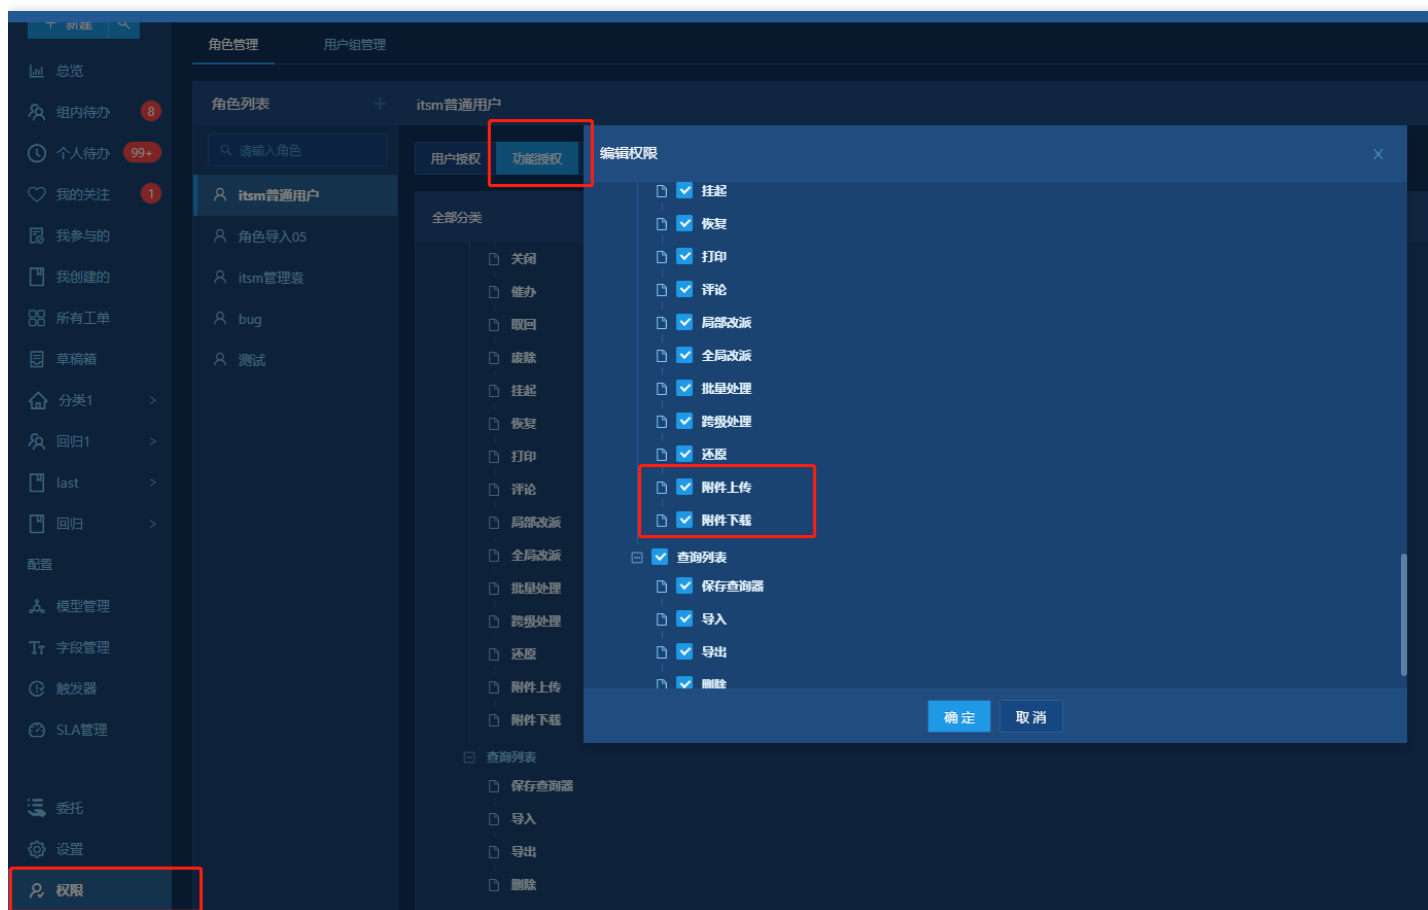 + 新建
总览
组内待办 8
个人待办 99+
我的关注 1
我参与的
我创建的
所有工单
草稿箱
分类1 >
回归1 >
last >
回归 >
配置
模型管理
字段管理
触发器
SLA管理
委托
设置
权限
角色管理 用户组管理
角色列表 +
请输入角色
itsm普通用户
角色导入05
itsm管理袁
bug
测试
itsm普通用户
用户授权 功能授权
全部分类
关闭
催办
取回
废除
挂起
恢复
打印
评论
局部改派
全局改派
批量处理
跨级处理
还原
附件上传
附件下载
查询列表
保存查询器
导入
导出
删除
编辑权限 X
挂起
恢复
打印
评论
局部改派
全局改派
批量处理
跨级处理
还原
附件上传
附件下载
查询列表
保存查询器
导入
导出
删除
确定 取消